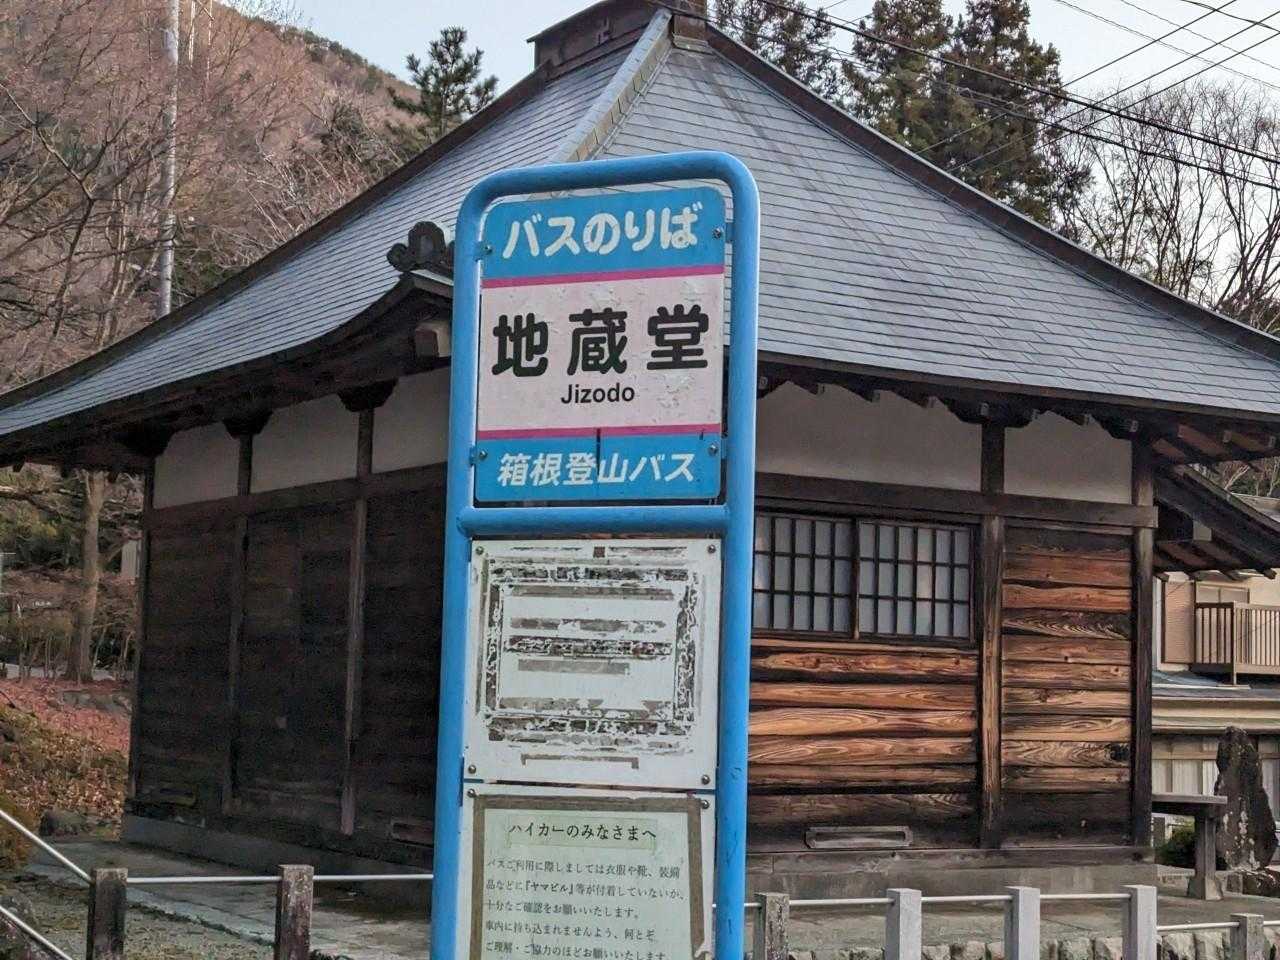 バスのりば
地蔵堂
Jizodo
箱根登山バス
ハイカーのみなさまへ
バスご利用に際しましては衣服や靴、装備
品などに『ヤマビル』等が付着していないか、
十分なご確認をお願いいたします。
車内に持ち込まれませんよう、何とぞ
ご理解・ご協力のほどお願いいたします